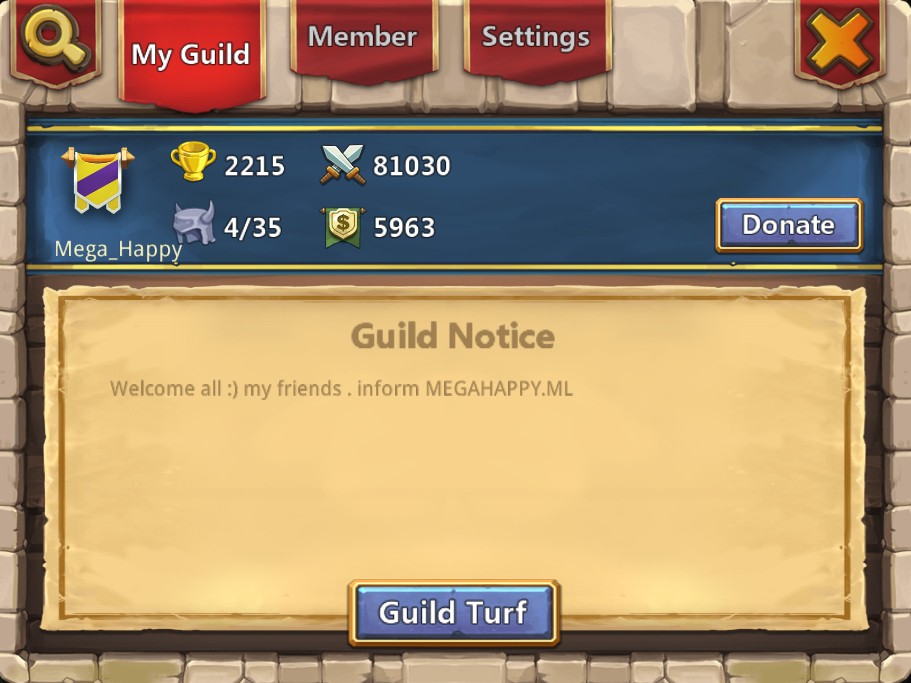 My Guild
Member
Settings
2215
81030
4/35
5963
Mega_Happy
Donate
Guild Notice
Welcome all :) my friends . inform MEGAHAPPY.ML
Guild Turf